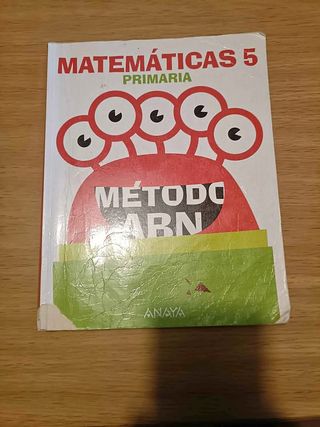 MATEMÁTICAS 5
PRIMARIA
MÉTODO
ABN
ANAYA